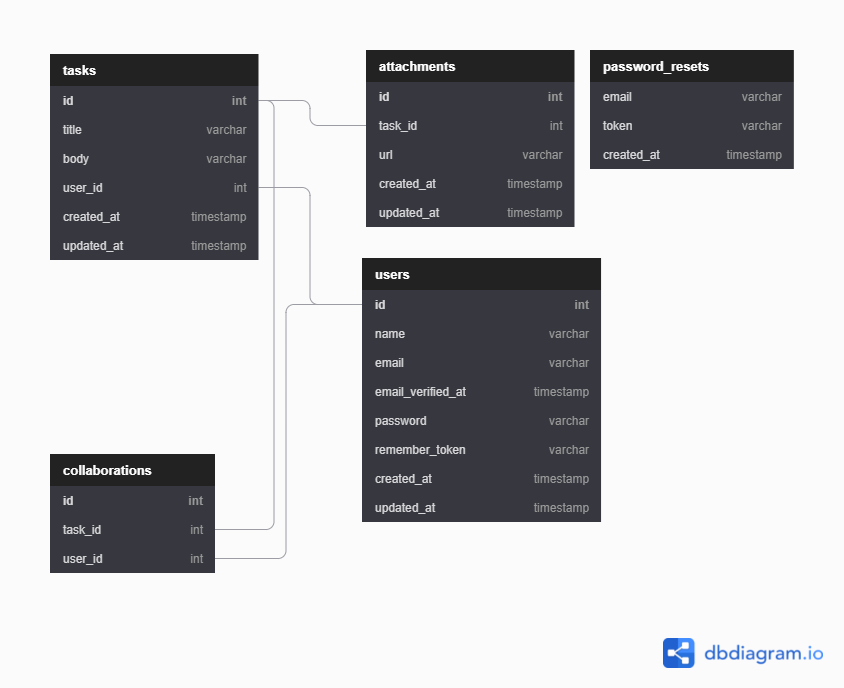 tasks
id int
title varchar
body varchar
user_id int
created_at timestamp
updated_at timestamp
attachments
id int
task_id int
url varchar
created_at timestamp
updated_at timestamp
password_resets
email varchar
token varchar
created_at timestamp
users
id int
name varchar
email varchar
email_verified_at timestamp
password varchar
remember_token varchar
created_at timestamp
updated_at timestamp
collaborations
id int
task_id int
user_id int
dbdiagram.io